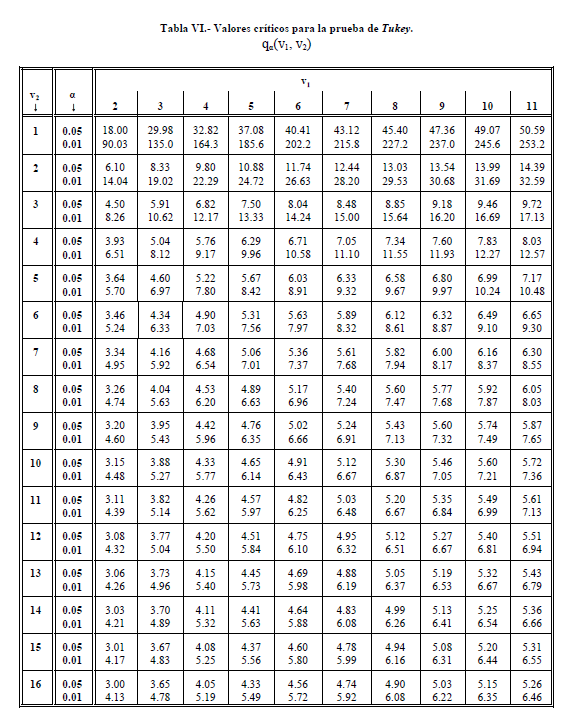 Tabla VI.- Valores críticos para la prueba de Tukey.
qα(v₁, v₂)
v₁
v₂ α
↓ ↓ 2 3 4 5 6 7 8 9 10 11
1 0.05 18.00 29.98 32.82 37.08 40.41 43.12 45.40 47.36 49.07 50.59
0.01 90.03 135.0 164.3 185.6 202.2 215.8 227.2 237.0 245.6 253.2
2 0.05 6.10 8.33 9.80 10.88 11.74 12.44 13.03 13.54 13.99 14.39
0.01 14.04 19.02 22.29 24.72 26.63 28.20 29.53 30.68 31.69 32.59
3 0.05 4.50 5.91 6.82 7.50 8.04 8.48 8.85 9.18 9.46 9.72
0.01 8.26 10.62 12.17 13.33 14.24 15.00 15.64 16.20 16.69 17.13
4 0.05 3.93 5.04 5.76 6.29 6.71 7.05 7.34 7.60 7.83 8.03
0.01 6.51 8.12 9.17 9.96 10.58 11.10 11.55 11.93 12.27 12.57
5 0.05 3.64 4.60 5.22 5.67 6.03 6.33 6.58 6.80 6.99 7.17
0.01 5.70 6.97 7.80 8.42 8.91 9.32 9.67 9.97 10.24 10.48
6 0.05 3.46 4.34 4.90 5.31 5.63 5.89 6.12 6.32 6.49 6.65
0.01 5.24 6.33 7.03 7.56 7.97 8.32 8.61 8.87 9.10 9.30
7 0.05 3.34 4.16 4.68 5.06 5.36 5.61 5.82 6.00 6.16 6.30
0.01 4.95 5.92 6.54 7.01 7.37 7.68 7.94 8.17 8.37 8.55
8 0.05 3.26 4.04 4.53 4.89 5.17 5.40 5.60 5.77 5.92 6.05
0.01 4.74 5.63 6.20 6.63 6.96 7.24 7.47 7.68 7.87 8.03
9 0.05 3.20 3.95 4.42 4.76 5.02 5.24 5.43 5.60 5.74 5.87
0.01 4.60 5.43 5.96 6.35 6.66 6.91 7.13 7.32 7.49 7.65
10 0.05 3.15 3.88 4.33 4.65 4.91 5.12 5.30 5.46 5.60 5.72
0.01 4.48 5.27 5.77 6.14 6.43 6.67 6.87 7.05 7.21 7.36
11 0.05 3.11 3.82 4.26 4.57 4.82 5.03 5.20 5.35 5.49 5.61
0.01 4.39 5.14 5.62 5.97 6.25 6.48 6.67 6.84 6.99 7.13
12 0.05 3.08 3.77 4.20 4.51 4.75 4.95 5.12 5.27 5.40 5.51
0.01 4.32 5.04 5.50 5.84 6.10 6.32 6.51 6.67 6.81 6.94
13 0.05 3.06 3.73 4.15 4.45 4.69 4.88 5.05 5.19 5.32 5.43
0.01 4.26 4.96 5.40 5.73 5.98 6.19 6.37 6.53 6.67 6.79
14 0.05 3.03 3.70 4.11 4.41 4.64 4.83 4.99 5.13 5.25 5.36
0.01 4.21 4.89 5.32 5.63 5.88 6.08 6.26 6.41 6.54 6.66
15 0.05 3.01 3.67 4.08 4.37 4.60 4.78 4.94 5.08 5.20 5.31
0.01 4.17 4.83 5.25 5.56 5.80 5.99 6.16 6.31 6.44 6.55
16 0.05 3.00 3.65 4.05 4.33 4.56 4.74 4.90 5.03 5.15 5.26
0.01 4.13 4.78 5.19 5.49 5.72 5.92 6.08 6.22 6.35 6.46